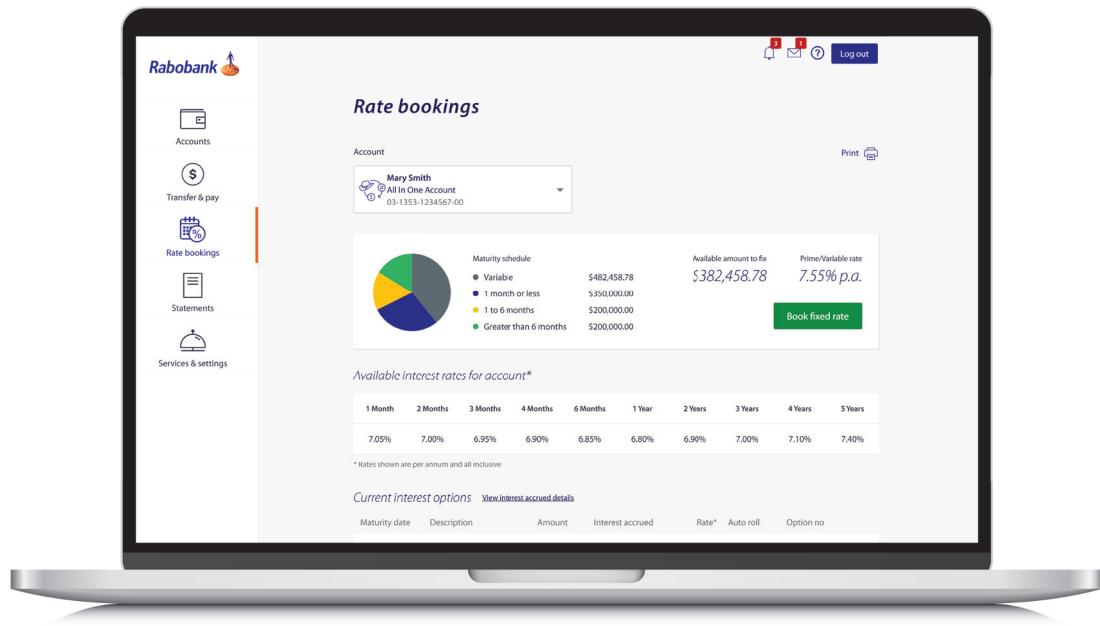 Rabobank
3
1
?
Log out
Accounts
$
Transfer & pay
%
Rate bookings
Statements
Services & settings
Rate bookings
Account
Print
Mary Smith
All In One Account
03-1353-1234567-00
Maturity schedule
Variable $482,458.78
1 month or less $350,000.00
1 to 6 months $200,000.00
Greater than 6 months $200,000.00
Available amount to fix
$382,458.78
Prime/Variable rate
7.55% p.a.
Book fixed rate
Available interest rates for account*
1 Month 2 Months 3 Months 4 Months 6 Months 1 Year 2 Years 3 Years 4 Years 5 Years
7.05% 7.00% 6.95% 6.90% 6.85% 6.80% 6.90% 7.00% 7.10% 7.40%
* Rates shown are per annum and all inclusive
Current interest options View interest accrued details
Maturity date Description Amount Interest accrued Rate* Auto roll Option no